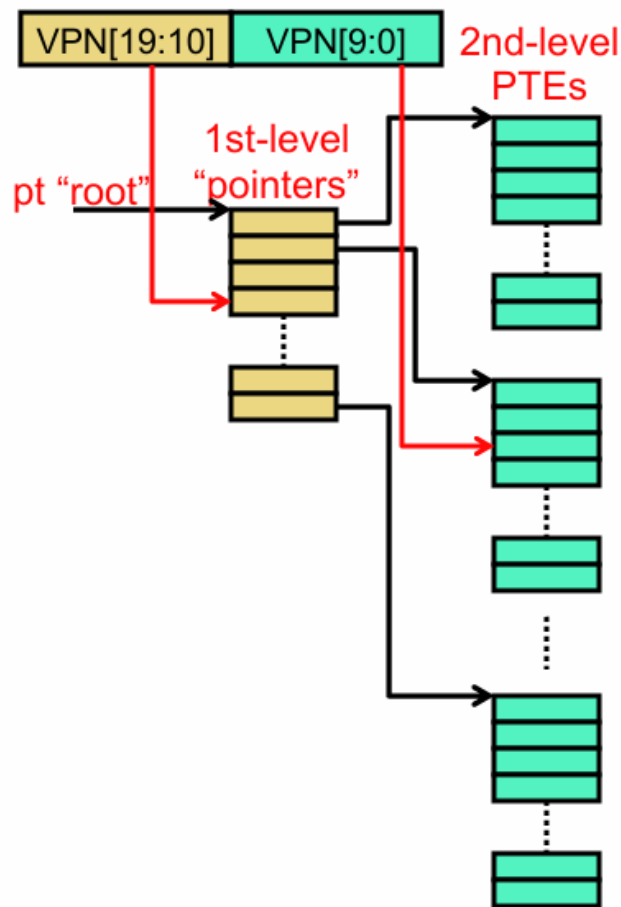 VPN[19:10] VPN[9:0]
2nd-level
PTEs
1st-level
“pointers”
pt “root”